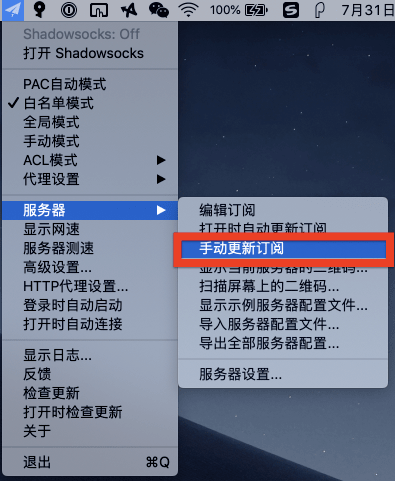 100%
7月31日
Shadowsocks: Off
打开 Shadowsocks
PAC自动模式
白名单模式
全局模式
手动模式
ACL模式
代理设置
服务器
显示网速
服务器测速
高级设置...
HTTP代理设置...
登录时自动启动
打开时自动连接
显示日志...
反馈
检查更新
打开时检查更新
关于
退出 ⌘Q
编辑订阅
打开时自动更新订阅
手动更新订阅
显示当前服务器的二维码...
扫描屏幕上的二维码...
显示示例服务器配置文件...
导入服务器配置文件...
导出全部服务器配置...
服务器设置...